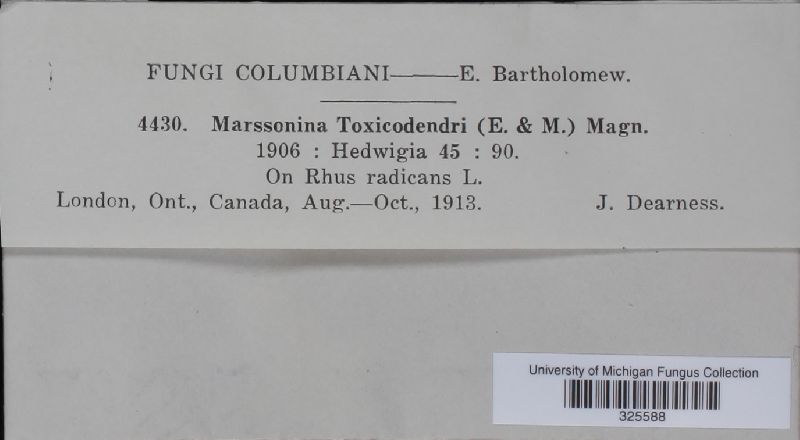 FUNGI COLUMBIANI———E. Bartholomew.
4430. Marssonina Toxicodendri (E. & M.) Magn.
1906 : Hedwigia 45 : 90.
On Rhus radicans L.
London, Ont., Canada, Aug.—Oct., 1913. J. Dearness.
University of Michigan Fungus Collection
325588